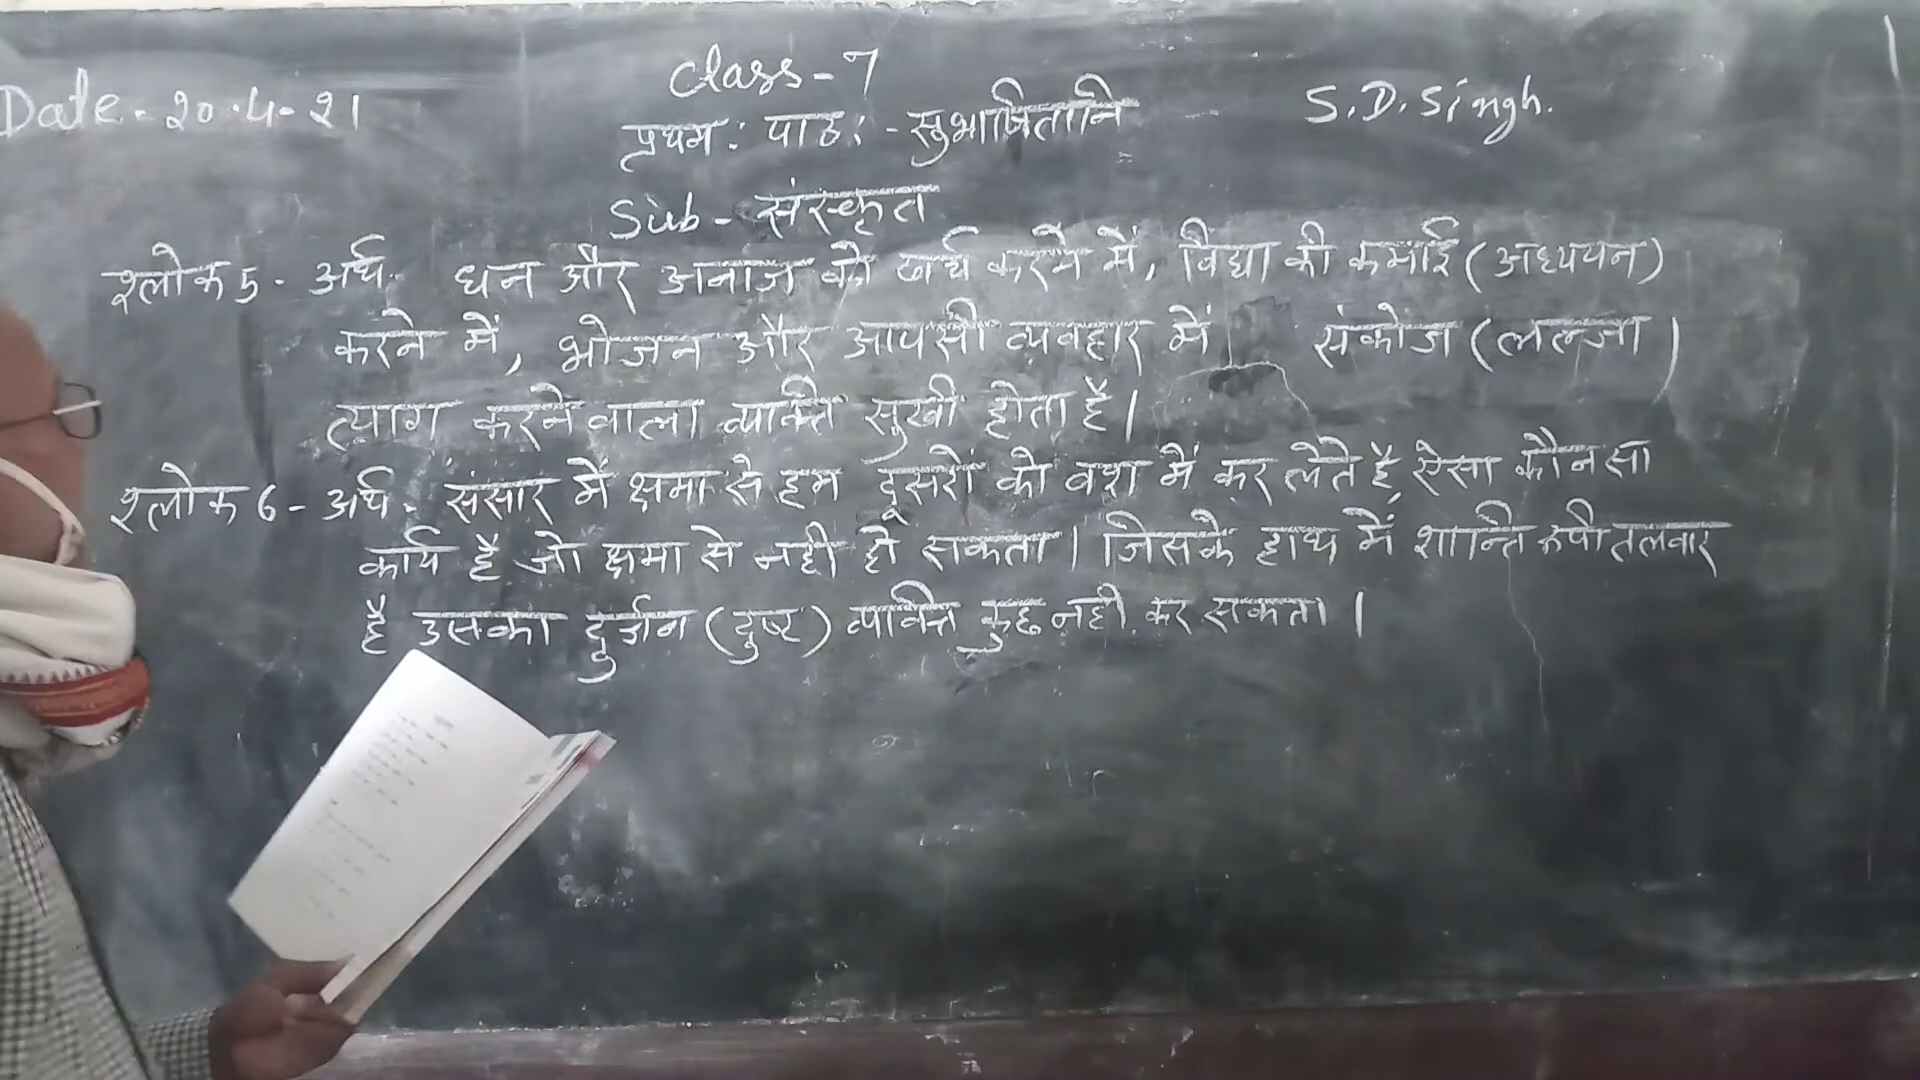 Date - 20.4.21
Class - 7
S.D. Singh.
प्रथम: पाठ: - सुभाषितानि
Sub - संस्कृत
श्लोक 5 - अर्थ - धन और अनाज को खर्च करने में, विद्या की कमाई (अध्ययन)
करने में, भोजन और आपसी व्यवहार में संकोज (लज्जा)
त्याग करने वाला व्यक्ति सुखी होता है।
श्लोक 6 - अर्थ - संसार में क्षमा से हम दूसरों को वश में कर लेते है, ऐसा कौन सा
कार्य है जो क्षमा से नही हो सकता। जिसके हाथ में शान्ति रुपी तलवार
है उसका दुर्जन (दुष्ट) व्यक्ति कुछ नही कर सकता।